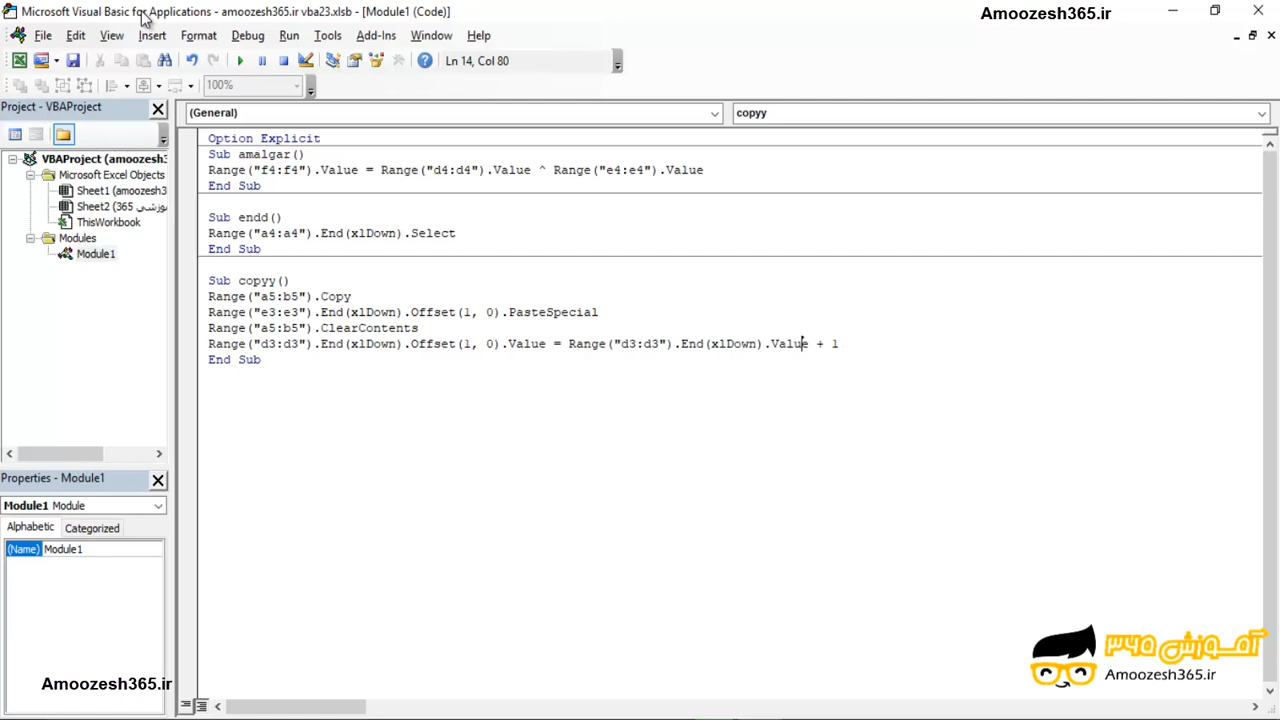 Microsoft Visual Basic for Applications - amoozesh365.ir vba23.xlsb - [Module1 (Code)]
Amoozesh365.ir
File Edit View Insert Format Debug Run Tools Add-Ins Window Help
Ln 14, Col 80
100%
Project - VBAProject
(General)
copyy
VBAProject (amoozesh3
Microsoft Excel Objects
Sheet1 (amoozesh3
Sheet2 (365 موزشی
ThisWorkbook
Modules
Module1
Option Explicit
Sub amalgar()
Range("f4:f4").Value = Range("d4:d4").Value ^ Range("e4:e4").Value
End Sub
Sub endd()
Range("a4:a4").End(xlDown).Select
End Sub
Sub copyy()
Range("a5:b5").Copy
Range("e3:e3").End(xlDown).Offset(1, 0).PasteSpecial
Range("a5:b5").ClearContents
Range("d3:d3").End(xlDown).Offset(1, 0).Value = Range("d3:d3").End(xlDown).Value + 1
End Sub
Properties - Module1
Module1 Module
Alphabetic Categorized
(Name) Module1
Amoozesh365.ir
آموزش ۳۶۵
Amoozesh365.ir